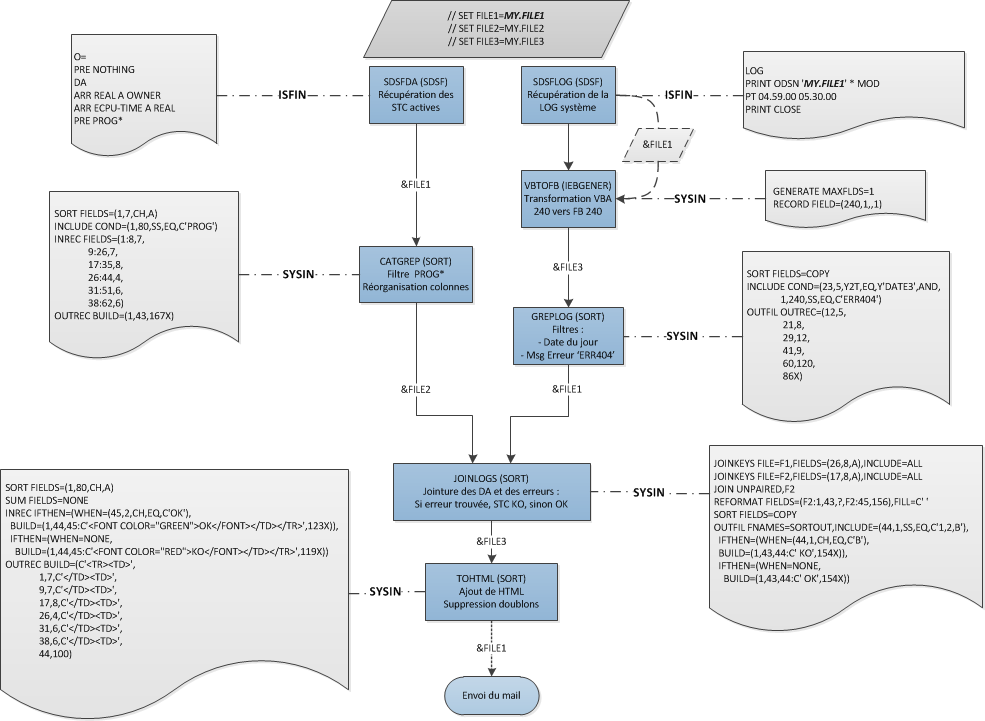 // SET FILE1=MY.FILE1
// SET FILE2=MY.FILE2
// SET FILE3=MY.FILE3
O=
PRE NOTHING
DA
ARR REAL A OWNER
ARR ECPU-TIME A REAL
PRE PROG*
ISFIN
SDSFDA (SDSF)
Récupération des
STC actives
SDSFLOG (SDSF)
Récupération de la
LOG système
ISFIN
LOG
PRINT ODSN 'MY.FILE1' * MOD
PT 04.59.00 05.30.00
PRINT CLOSE
&FILE1
&FILE1
VBTOFB (IEBGENER)
Transformation VBA
240 vers FB 240
SYSIN
GENERATE MAXFLDS=1
RECORD FIELD=(240,1,,1)
SORT FIELDS=(1,7,CH,A)
INCLUDE COND=(1,80,SS,EQ,C'PROG')
INREC FIELDS=(1:8,7,
9:26,7,
17:35,8,
26:44,4,
31:51,6,
38:62,6)
OUTREC BUILD=(1,43,167X)
SYSIN
CATGREP (SORT)
Filtre PROG*
Réorganisation colonnes
&FILE3
GREPLOG (SORT)
Filtres :
- Date du jour
- Msg Erreur ‘ERR404’
SYSIN
SORT FIELDS=COPY
INCLUDE COND=(23,5,Y2T,EQ,Y'DATE3',AND,
1,240,SS,EQ,C'ERR404')
OUTFIL OUTREC=(12,5,
21,8,
29,12,
41,9,
60,120,
86X)
&FILE2
&FILE1
JOINLOGS (SORT)
Jointure des DA et des erreurs :
Si erreur trouvée, STC KO, sinon OK
SYSIN
JOINKEYS FILE=F1,FIELDS=(26,8,A),INCLUDE=ALL
JOINKEYS FILE=F2,FIELDS=(17,8,A),INCLUDE=ALL
JOIN UNPAIRED,F2
REFORMAT FIELDS=(F2:1,43,?,F2:45,156),FILL=C' '
SORT FIELDS=COPY
OUTFIL FNAMES=SORTOUT,INCLUDE=(44,1,SS,EQ,C'1,2,B'),
IFTHEN=(WHEN=(44,1,CH,EQ,C'B'),
BUILD=(1,43,44:C' KO',154X)),
IFTHEN=(WHEN=NONE,
BUILD=(1,43,44:C' OK',154X))
SORT FIELDS=(1,80,CH,A)
SUM FIELDS=NONE
INREC IFTHEN=(WHEN=(45,2,CH,EQ,C'OK'),
BUILD=(1,44,45:C'<FONT COLOR="GREEN">OK</FONT></TD></TR>',123X)),
IFTHEN=(WHEN=NONE,
BUILD=(1,44,45:C'<FONT COLOR="RED">KO</FONT></TD></TR>',119X))
OUTREC BUILD=(C'<TR><TD>',
1,7,C'</TD><TD>',
9,7,C'</TD><TD>',
17,8,C'</TD><TD>',
26,4,C'</TD><TD>',
31,6,C'</TD><TD>',
38,6,C'</TD><TD>',
44,100)
&FILE3
SYSIN
TOHTML (SORT)
Ajout de HTML
Suppression doublons
&FILE1
Envoi du mail